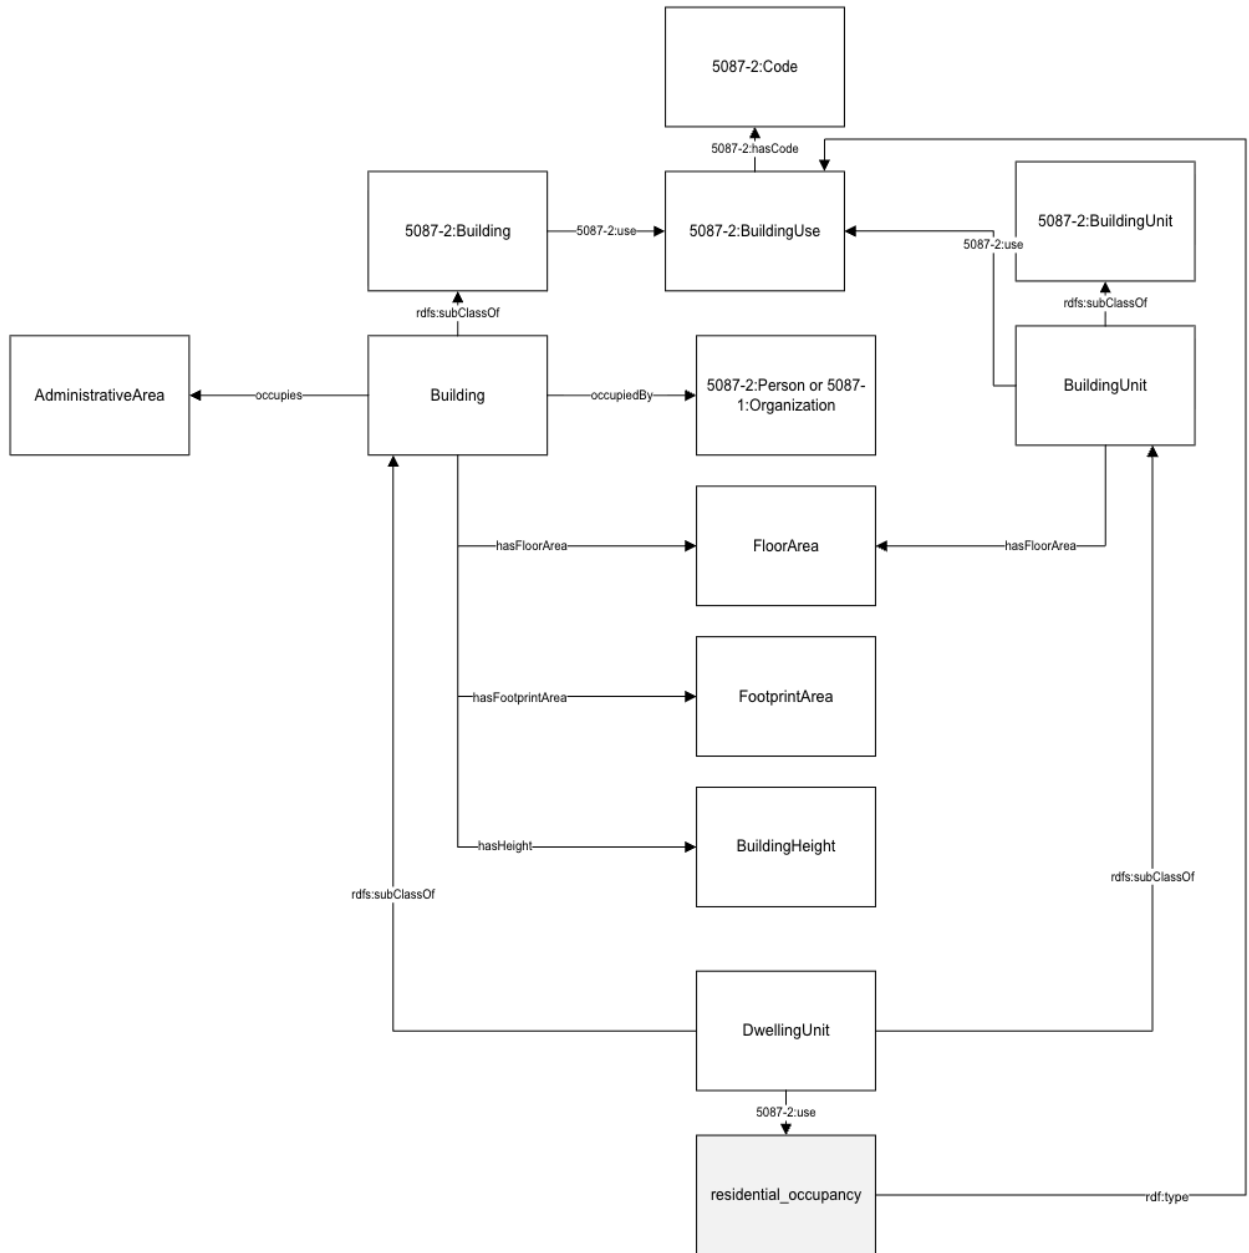 5087-2:Code
5087-2:hasCode
5087-2:Building
5087-2:use
5087-2:BuildingUse
5087-2:use
5087-2:BuildingUnit
rdfs:subClassOf
rdfs:subClassOf
AdministrativeArea
occupies
Building
occupiedBy
5087-2:Person or 5087-
1:Organization
BuildingUnit
hasFloorArea
FloorArea
hasFloorArea
hasFootprintArea
FootprintArea
hasHeight
BuildingHeight
rdfs:subClassOf
rdfs:subClassOf
DwellingUnit
5087-2:use
residential_occupancy
rdf:type